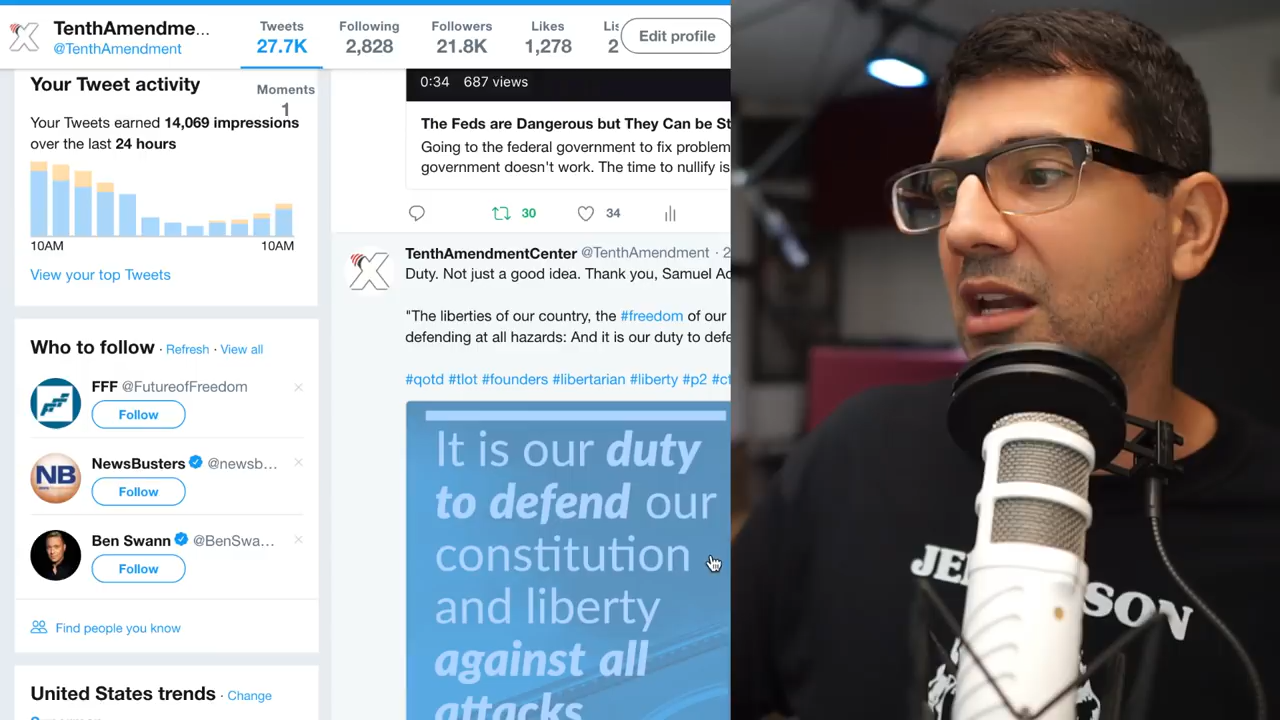 TenthAmendme...
@TenthAmendment
Tweets
27.7K
Following
2,828
Followers
21.8K
Likes
1,278
Lis
2
Edit profile
Your Tweet activity
Moments
1
Your Tweets earned 14,069 impressions
over the last 24 hours
10AM 10AM
View your top Tweets
Who to follow · Refresh · View all
FFF @FutureofFreedom
Follow
NB
NewsBusters @newsb...
Follow
Ben Swann @BenSwa...
Follow
Find people you know
United States trends · Change
0:34 687 views
The Feds are Dangerous but They Can be St
Going to the federal government to fix problem
government doesn't work. The time to nullify is
30 34
TenthAmendmentCenter @TenthAmendment · 2
Duty. Not just a good idea. Thank you, Samuel Ad
"The liberties of our country, the #freedom of our
defending at all hazards: And it is our duty to defe
#qotd #tlot #founders #libertarian #liberty #p2 #ct
It is our duty
to defend our
constitution
and liberty
against all
attacks